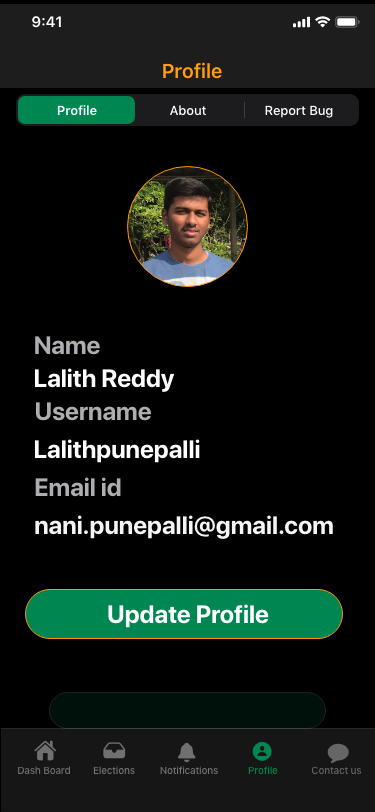 9:41
Profile
Profile About Report Bug
Name
Lalith Reddy
Username
Lalithpunepalli
Email id
nani.punepalli@gmail.com
Update Profile
Dash Board Elections Notifications Profile Contact us